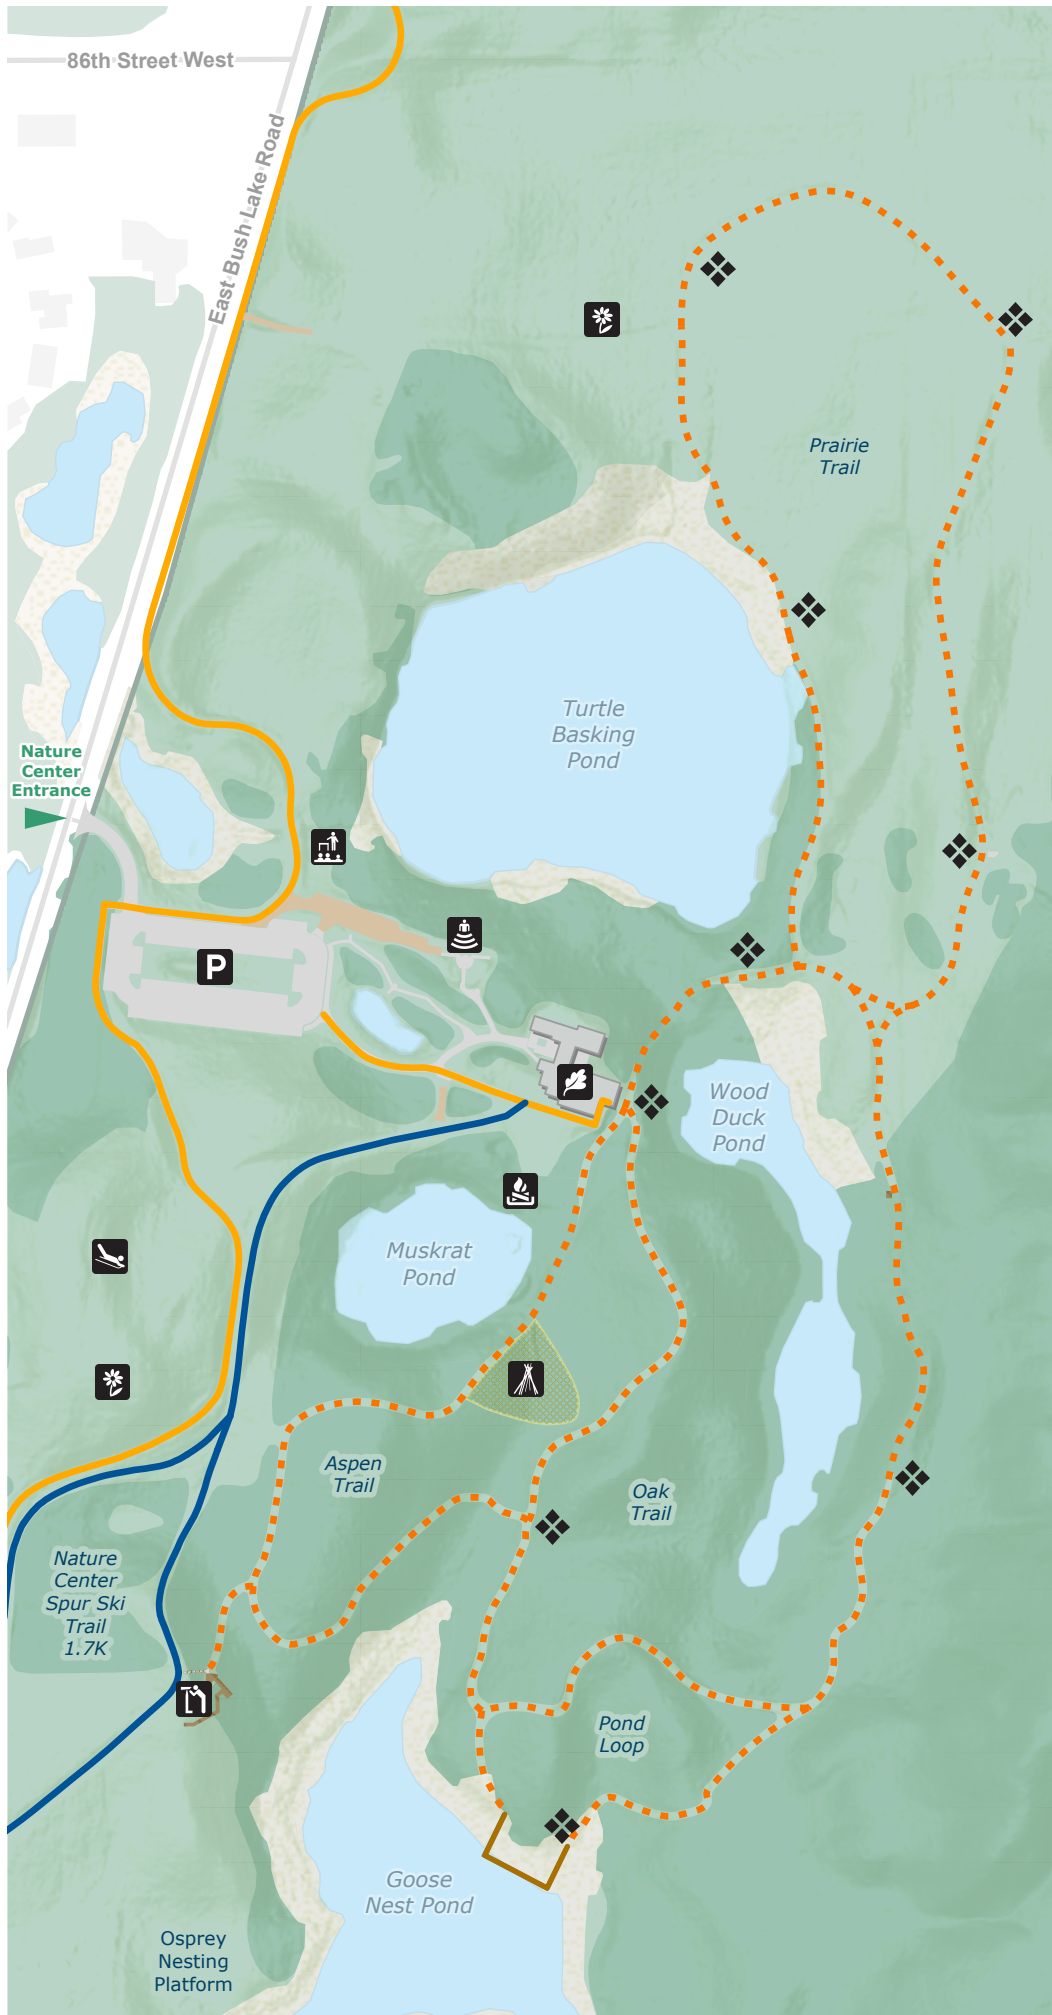 86th Street West
East Bush Lake Road
Prairie
Trail
Turtle
Basking
Pond
Nature
Center
Entrance
P
Wood
Duck
Pond
Muskrat
Pond
Aspen
Trail
Oak
Trail
Nature
Center
Spur Ski
Trail
1.7K
Pond
Loop
Goose
Nest Pond
Osprey
Nesting
Platform